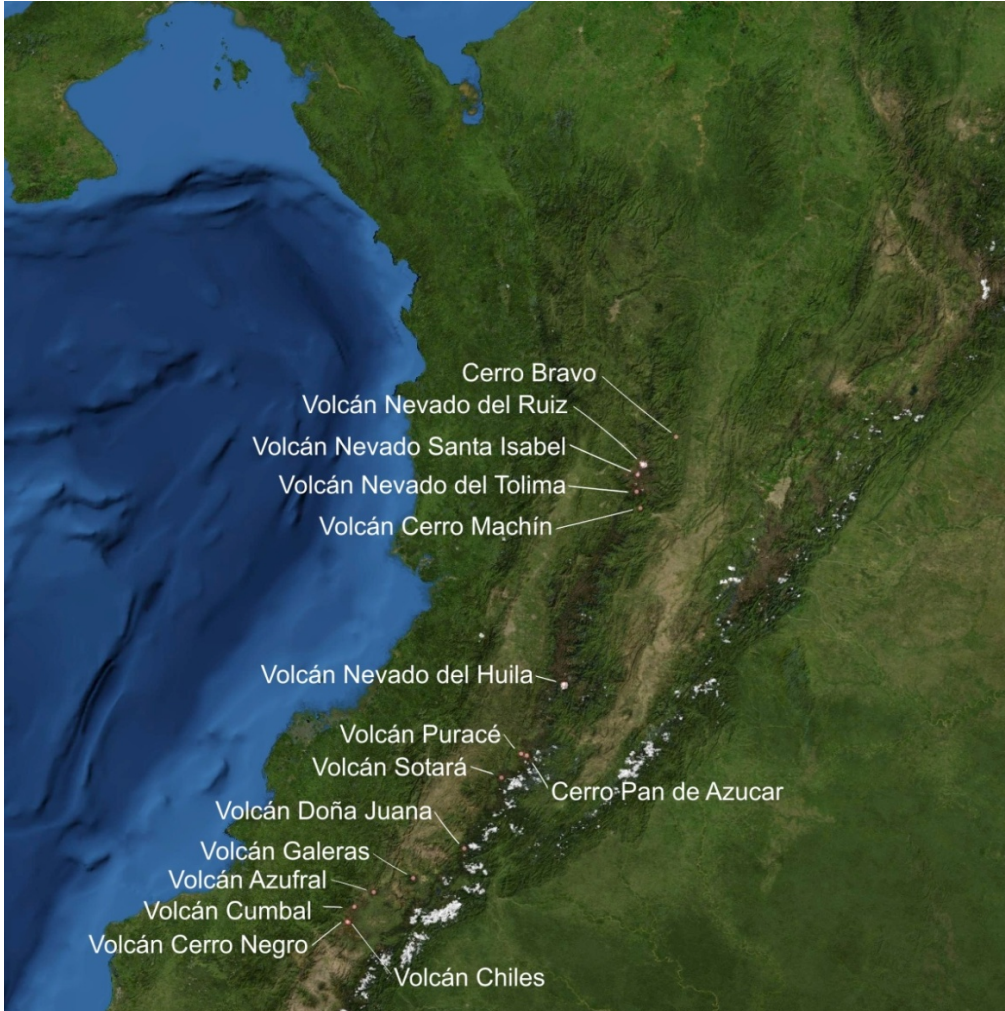 Cerro Bravo
Volcán Nevado del Ruiz
Volcán Nevado Santa Isabel
Volcán Nevado del Tolima
Volcán Cerro Machín
Volcán Nevado del Huila
Volcán Puracé
Volcán Sotará
Cerro Pan de Azucar
Volcán Doña Juana
Volcán Galeras
Volcán Azufral
Volcán Cumbal
Volcán Cerro Negro
Volcán Chiles